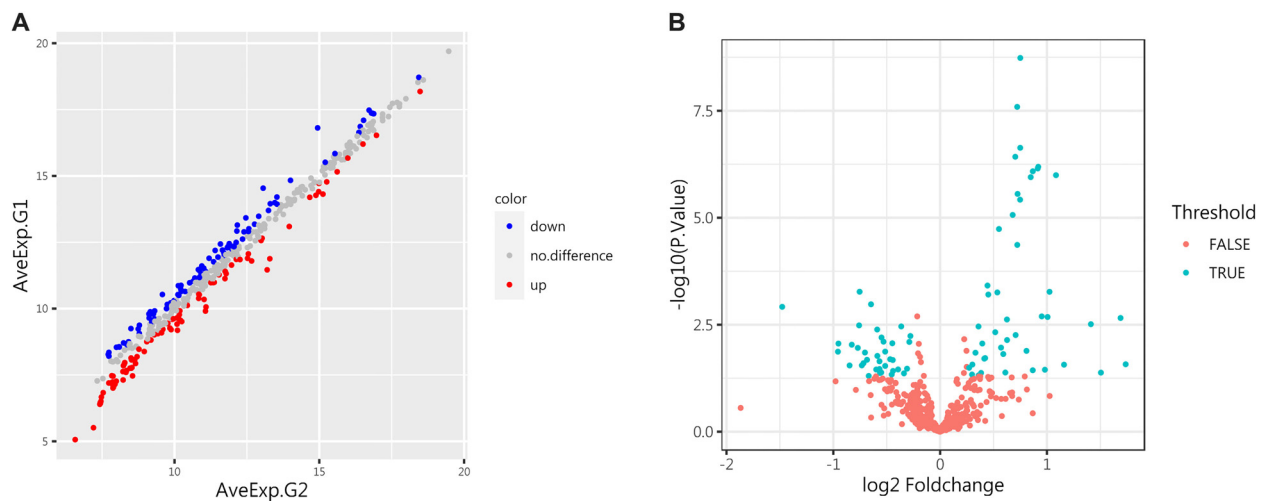 A
20
15
10
5
AveExp.G1
10
15
20
AveExp.G2
color
down
no.difference
up
B
7.5
5.0
2.5
0.0
-log10(P.Value)
-2
-1
0
1
log2 Foldchange
Threshold
FALSE
TRUE